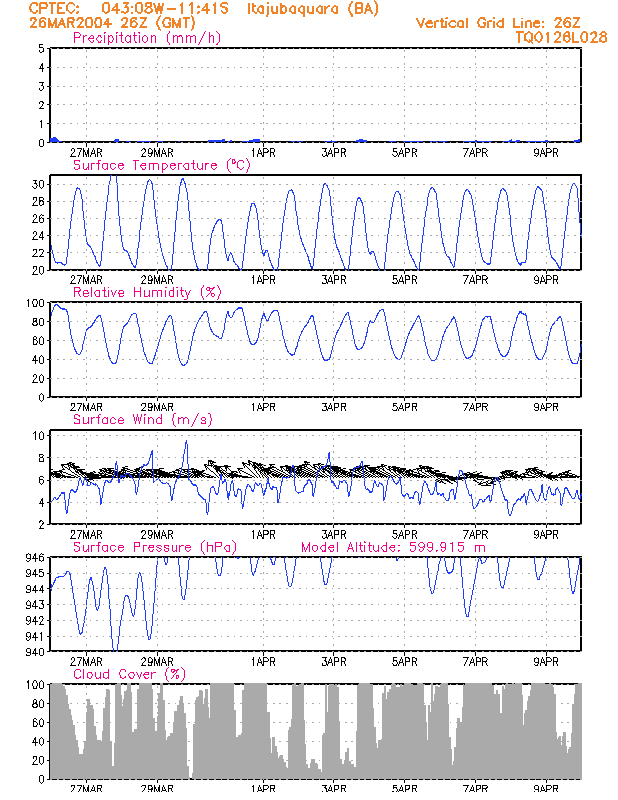 CPTEC: 043:08W-11:41S Itajubaquara (BA)
26MAR2004 26Z (GMT) Vertical Grid Line: 26Z
Precipitation (mm/h) TQ0126L028
5
4
3
2
1
0
27MAR 29MAR 1APR 3APR 5APR 7APR 9APR
Surface Temperature (ºC)
30
28
26
24
22
20
27MAR 29MAR 1APR 3APR 5APR 7APR 9APR
Relative Humidity (%)
100
80
60
40
20
0
27MAR 29MAR 1APR 3APR 5APR 7APR 9APR
Surface Wind (m/s)
10
8
6
4
2
27MAR 29MAR 1APR 3APR 5APR 7APR 9APR
Surface Pressure (hPa) Model Altitude: 599.915 m
946
945
944
943
942
941
940
27MAR 29MAR 1APR 3APR 5APR 7APR 9APR
Cloud Cover (%)
100
80
60
40
20
0
27MAR 29MAR 1APR 3APR 5APR 7APR 9APR